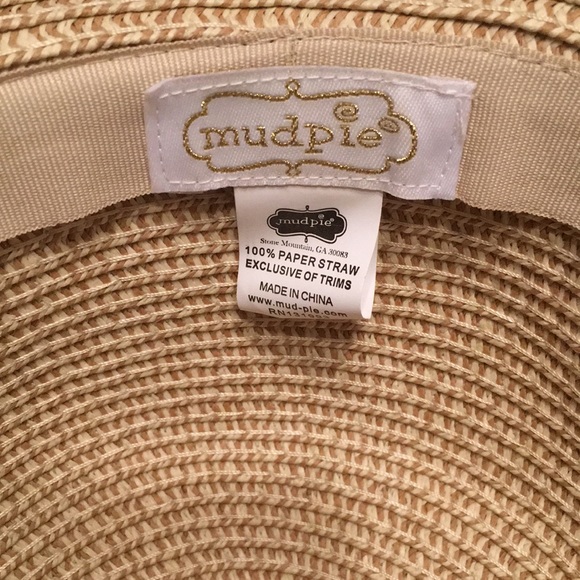 mudpie®
mudpie®
Stone Mountain, GA 30083
100% PAPER STRAW
EXCLUSIVE OF TRIMS
MADE IN CHINA
www.mud-pie.com